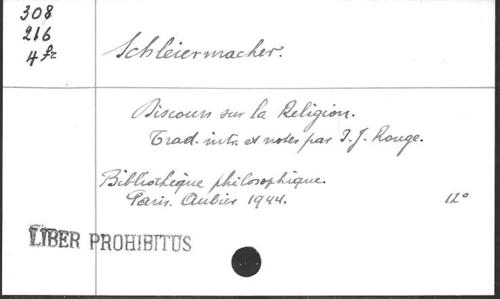 308
216
4 fz
Schleiermacher.
Discours sur la Religion.
Trad. intr. et notes par I. J. Rouge.
Bibliothèque philosophique.
Paris. Aubier 1944. 12°
LIBER PROHIBITUS